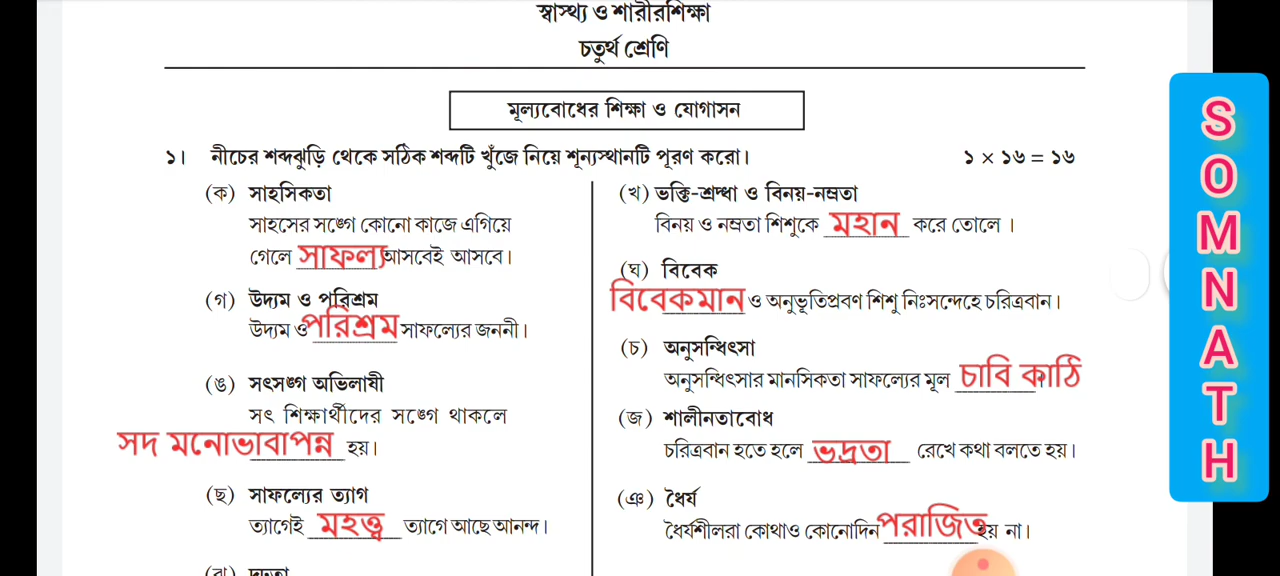 স্বাস্থ্য ও শারীরশিক্ষা
চতুর্থ শ্রেণি
মূল্যবোধের শিক্ষা ও যোগাসন
১। নীচের শব্দঝুড়ি থেকে সঠিক শব্দটি খুঁজে নিয়ে শূন্যস্থানটি পূরণ করো। ১ × ১৬ = ১৬
(ক) সাহসিকতা
সাহসের সঙ্গে কোনো কাজে এগিয়ে
গেলে সাফল্য আসবেই আসবে।
(গ) উদ্যম ও পরিশ্রম
উদ্যম ও পরিশ্রম সাফল্যের জননী।
(ঙ) সৎসঙ্গ অভিলাষী
সৎ শিক্ষার্থীদের সঙ্গে থাকলে
সদ মনোভাবাপন্ন হয়।
(ছ) সাফল্যের ত্যাগ
ত্যাগেই মহত্ত্ব ত্যাগে আছে আনন্দ।
(ঝ) দৃঢ়তা
(খ) ভক্তি-শ্রদ্ধা ও বিনয়-নম্রতা
বিনয় ও নম্রতা শিশুকে মহান করে তোলে ।
(ঘ) বিবেক
বিবেকমান ও অনুভূতিপ্রবণ শিশু নিঃসন্দেহে চরিত্রবান।
(চ) অনুসন্ধিৎসা
অনুসন্ধিৎসার মানসিকতা সাফল্যের মূল চাবি কাঠি।
(জ) শালীনতাবোধ
চরিত্রবান হতে হলে ভদ্রতা রেখে কথা বলতে হয়।
(ঞ) ধৈর্য
ধৈর্যশীলরা কোথাও কোনোদিন পরাজিত হয় না।
SOMNATH